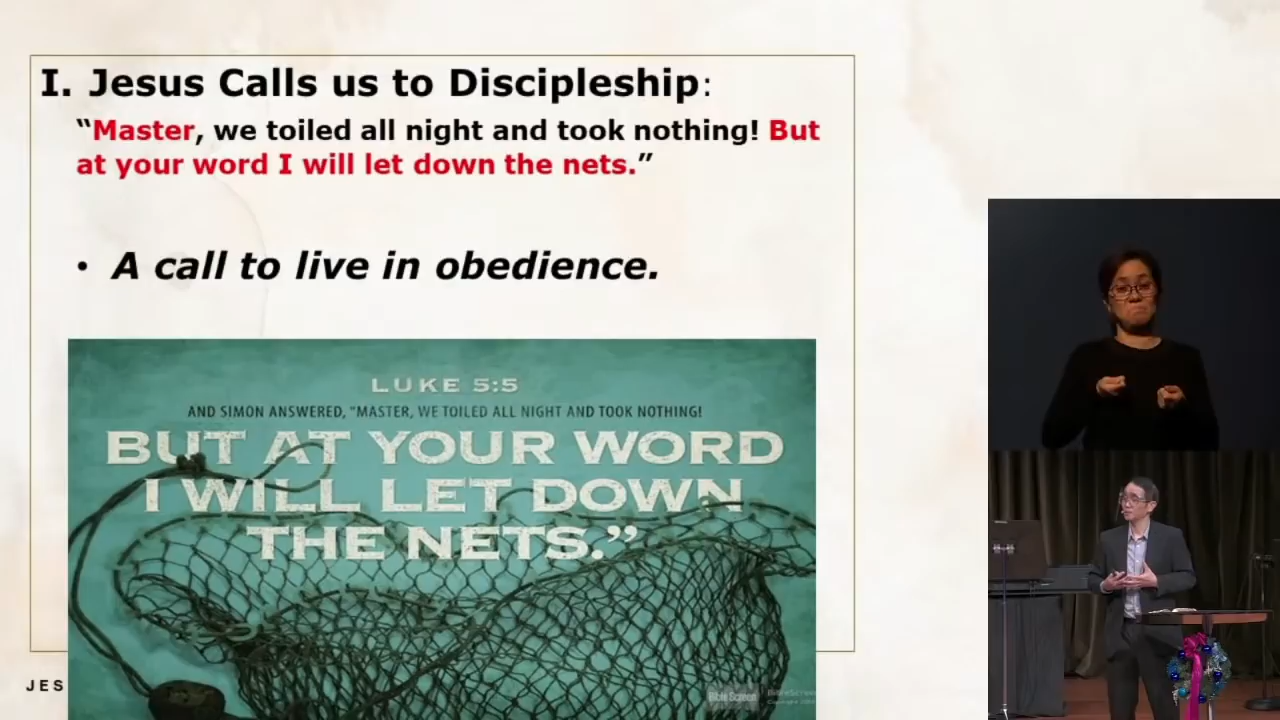 I. Jesus Calls us to Discipleship:
“Master, we toiled all night and took nothing! But
at your word I will let down the nets.”
• A call to live in obedience.
LUKE 5:5
AND SIMON ANSWERED, "MASTER, WE TOILED ALL NIGHT AND TOOK NOTHING!
BUT AT YOUR WORD
I WILL LET DOWN
THE NETS.”
JES
BibleScreen
BibleScreen